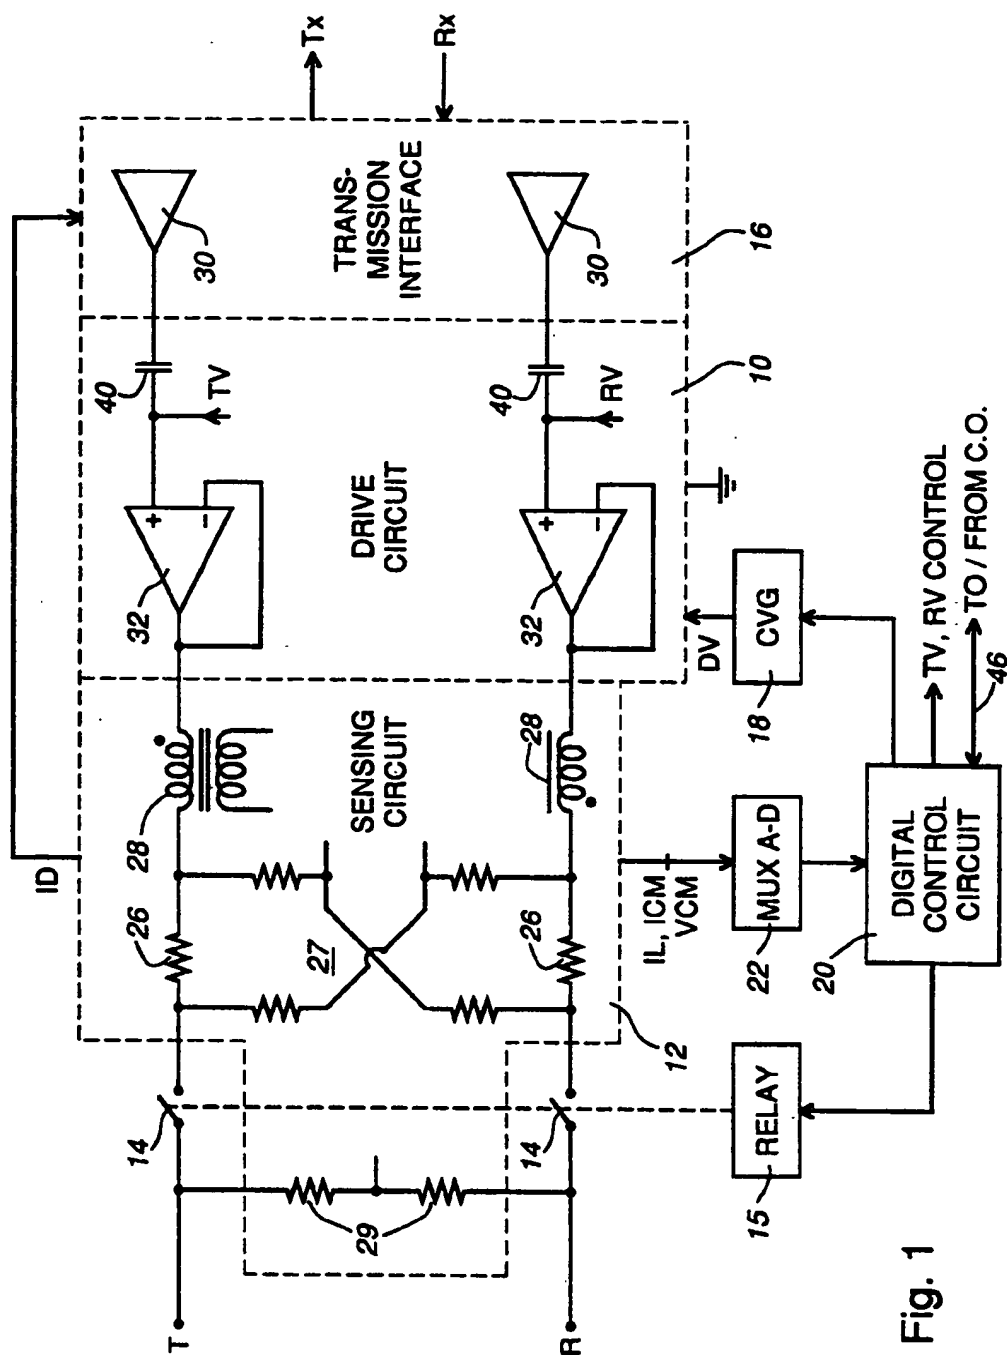 ID
Tx
Rx
TRANS-
MISSION
INTERFACE
30
30
16
40
TV
40
RV
10
DRIVE
CIRCUIT
+
−
32
+
−
32
28
28
SENSING
CIRCUIT
26
26
27
12
14
14
29
T
R
IL, ICM
VCM
DV
CVG
18
MUX A-D
22
RELAY
15
DIGITAL
CONTROL
CIRCUIT
20
TV, RV CONTROL
TO / FROM C.O.
46
Fig. 1